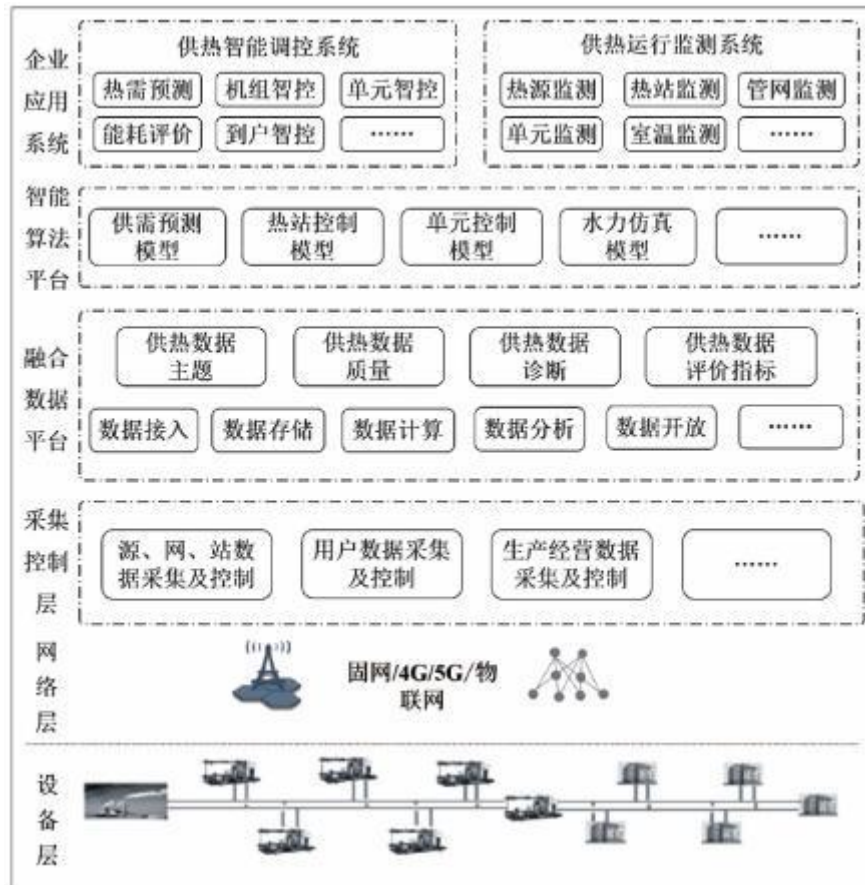 企业
应用
系统
供热智能调控系统
热需预测
机组智控
单元智控
能耗评价
到户智控
……
供热运行监测系统
热源监测
热站监测
管网监测
单元监测
室温监测
……
智能
算法
平台
供需预测
模型
热站控制
模型
单元控制
模型
水力仿真
模型
……
融合
数据
平台
供热数据
主题
供热数据
质量
供热数据
诊断
供热数据
评价指标
数据接入
数据存储
数据计算
数据分析
数据开放
……
采集
控制
层
源、网、站数
据采集及控制
用户数据采集
及控制
生产经营数据
采集及控制
……
网
络
层
固网/4G/5G/物
联网
设
备
层